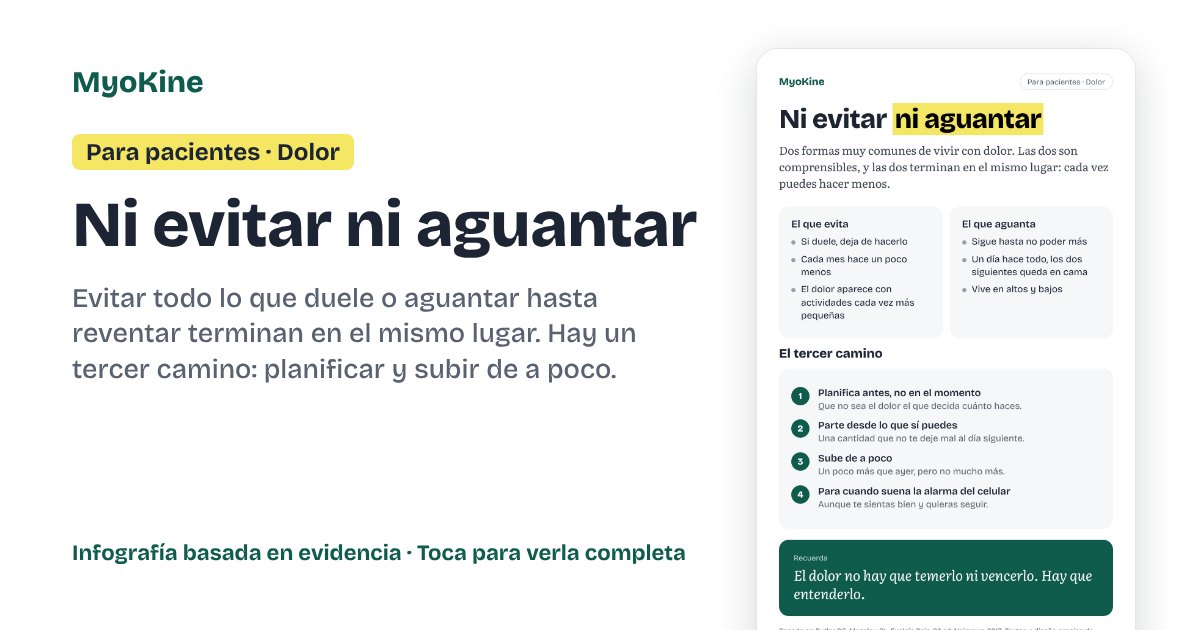 MyoKine
Para pacientes · Dolor
Ni evitar ni aguantar
Evitar todo lo que duele o aguantar hasta
reventar terminan en el mismo lugar. Hay un
tercer camino: planificar y subir de a poco.
Infografía basada en evidencia · Toca para verla completa
MyoKine
Para pacientes · Dolor
Ni evitar ni aguantar
Dos formas muy comunes de vivir con dolor. Las dos son
comprensibles, y las dos terminan en el mismo lugar: cada vez
puedes hacer menos.
El que evita
Si duele, deja de hacerlo
Cada mes hace un poco
menos
El dolor aparece con
actividades cada vez más
pequeñas
El que aguanta
Sigue hasta no poder más
Un día hace todo, los dos
siguientes queda en cama
Vive en altos y bajos
El tercer camino
1 Planifica antes, no en el momento
Que no sea el dolor el que decida cuánto haces.
2 Parte desde lo que sí puedes
Una cantidad que no te deje mal al día siguiente.
3 Sube de a poco
Un poco más que ayer, pero no mucho más.
4 Para cuando suena la alarma del celular
Aunque te sientas bien y quieras seguir.
Recuerda
El dolor no hay que temerlo ni vencerlo. Hay que
entenderlo.